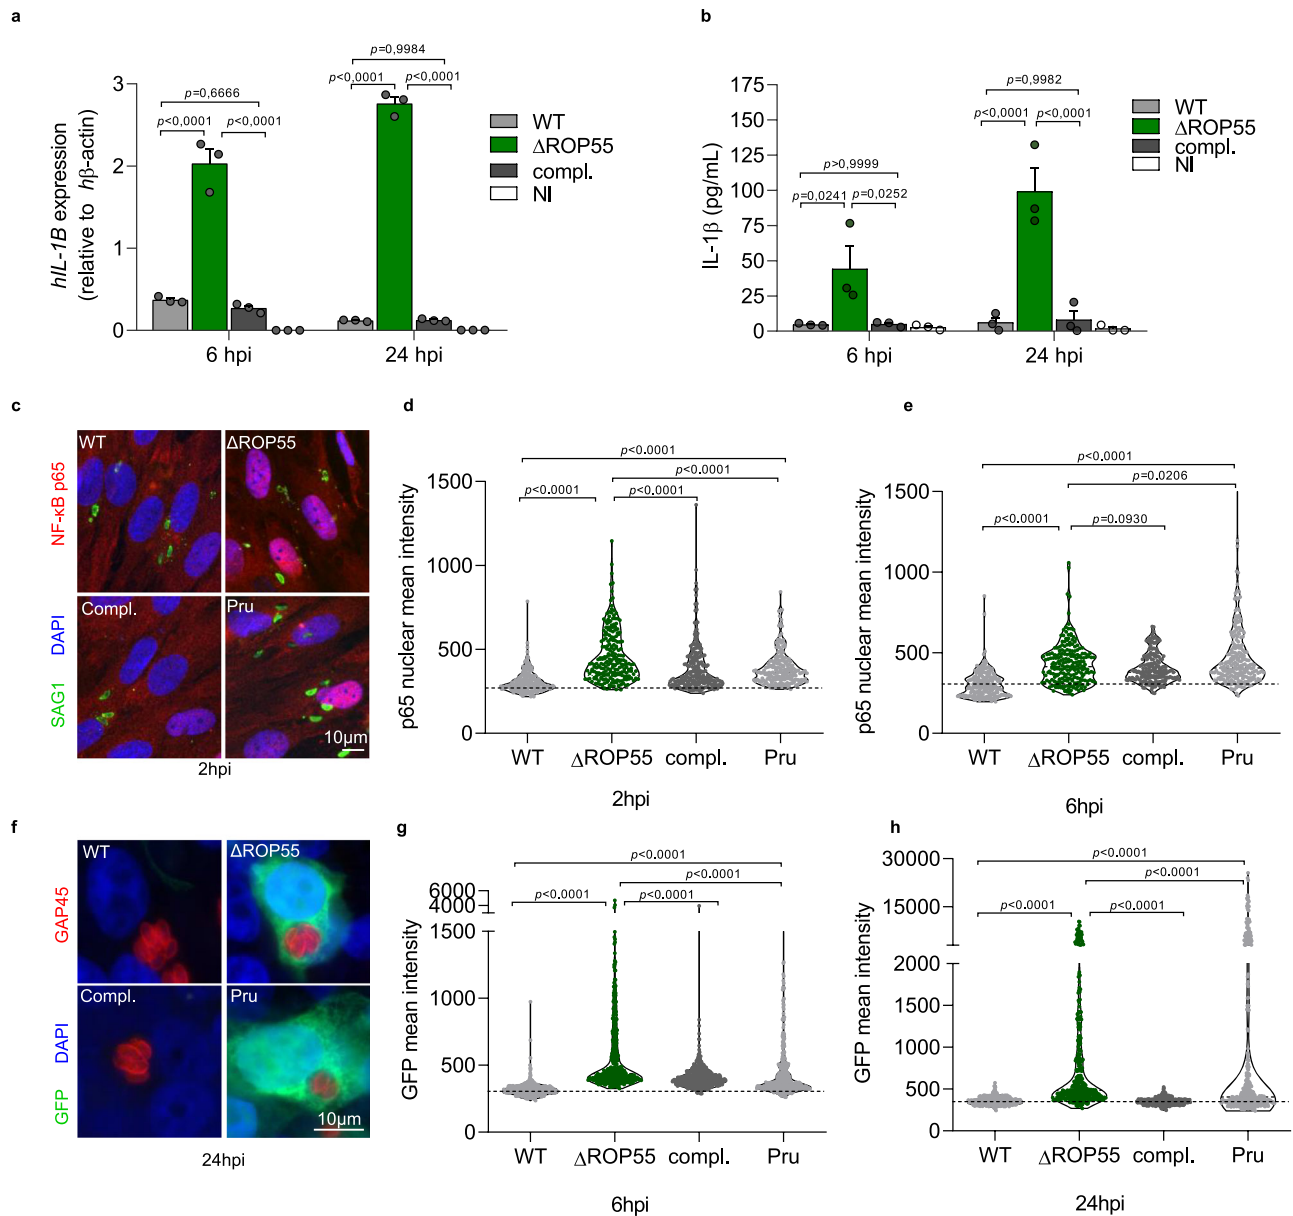 a
hIL-1B expression
(relative to hβ-actin)
3
2
1
0
p=0,9984
p=0,6666
p<0,0001
p<0,0001
p<0,0001
p<0,0001
6 hpi
24 hpi
WT
ΔROP55
compl.
NI
b
IL-1β (pg/mL)
175
150
125
100
75
50
25
0
p=0,9982
p<0,0001
p<0,0001
p>0,9999
p=0,0241
p=0,0252
6 hpi
24 hpi
WT
ΔROP55
compl.
NI
c
NF-κB p65
SAG1 DAPI
WT
ΔROP55
Compl.
Pru
10µm
2hpi
d
p65 nuclear mean intensity
1500
1000
500
0
p<0.0001
p<0.0001
p<0.0001
p<0.0001
WT
ΔROP55
compl.
Pru
2hpi
e
p65 nuclear mean intensity
1500
1000
500
0
p<0.0001
p=0.0206
p<0.0001
p=0.0930
WT
ΔROP55
compl.
Pru
6hpi
f
GAP45
GFP DAPI
WT
ΔROP55
Compl.
Pru
10µm
24hpi
g
GFP mean intensity
6000
4000
1500
1000
500
0
p<0.0001
p<0.0001
p<0.0001
p<0.0001
WT
ΔROP55
compl.
Pru
6hpi
h
GFP mean intensity
30000
15000
2000
1500
1000
500
0
p<0.0001
p<0.0001
p<0.0001
p<0.0001
WT
ΔROP55
compl.
Pru
24hpi